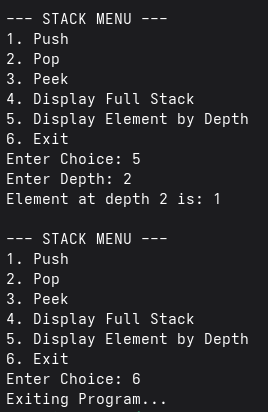 --- STACK MENU ---
1. Push
2. Pop
3. Peek
4. Display Full Stack
5. Display Element by Depth
6. Exit
Enter Choice: 5
Enter Depth: 2
Element at depth 2 is: 1

--- STACK MENU ---
1. Push
2. Pop
3. Peek
4. Display Full Stack
5. Display Element by Depth
6. Exit
Enter Choice: 6
Exiting Program...